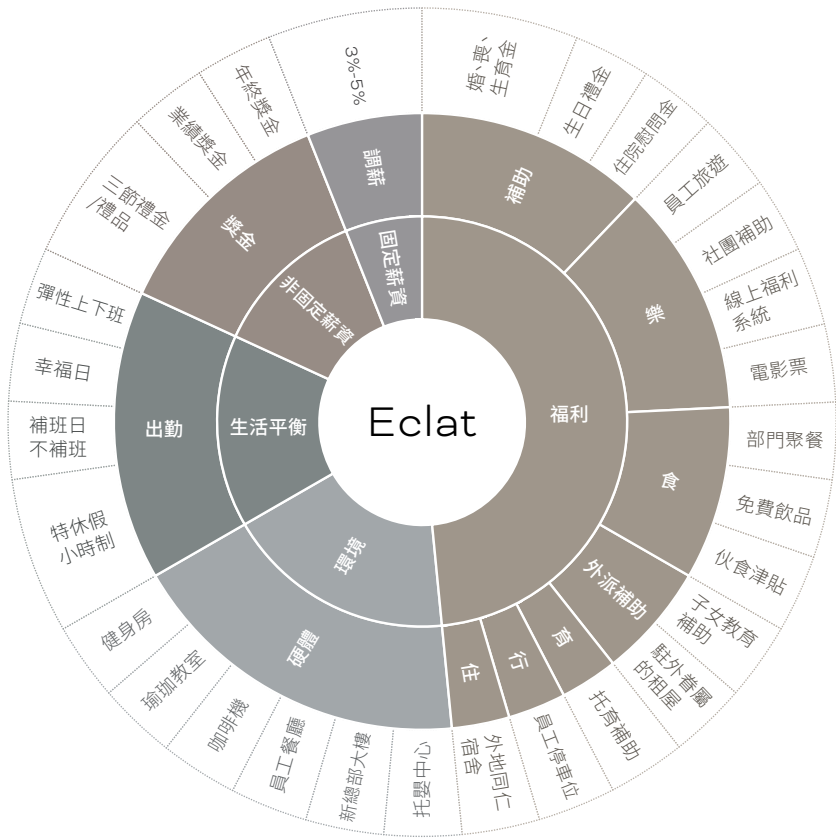 Eclat
福利
補助
婚、喪、
生育金
生日禮金
住院慰問金
樂
員工旅遊
社團補助
線上福利
系統
電影票
食
部門聚餐
免費飲品
伙食津貼
外派補助
子女教育
補助
駐外眷屬
的租屋
育
托育補助
行
員工停車位
住
外地同仁
宿舍
環境
硬體
托嬰中心
新總部大樓
員工餐廳
咖啡機
瑜珈教室
健身房
生活平衡
出勤
特休假
小時制
補班日
不補班
幸福日
彈性上下班
非固定薪資
獎金
三節禮金
/禮品
業績獎金
年終獎金
固定薪資
調薪
3%-5%